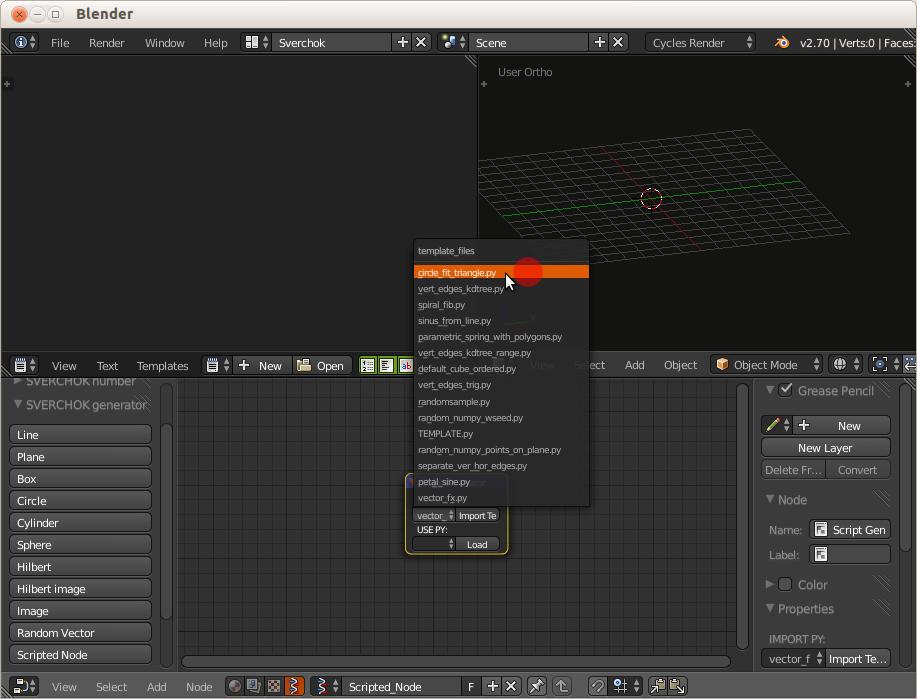 Blender
File Render Window Help Sverchok Scene Cycles Render v2.70 | Verts:0 | Faces:
User Ortho
template_files
circle_fit_triangle.py
vert_edges_kdtree.py
spiral_fib.py
sinus_from_line.py
parametric_spring_with_polygons.py
vert_edges_kdtree_range.py
default_cube_ordered.py
vert_edges_trig.py
randomsample.py
random_numpy_wseed.py
TEMPLATE.py
random_numpy_points_on_plane.py
separate_ver_hor_edges.py
petal_sine.py
vector_fx.py
View Text Templates New Open View Select Add Object Object Mode
SVERCHOK number
SVERCHOK generator
Line
Plane
Box
Circle
Cylinder
Sphere
Hilbert
Hilbert image
Image
Random Vector
Scripted Node
vector_ Import Te
USE PY:
Load
Grease Pencil
New
New Layer
Delete Fr... Convert
Node
Name: Script Gen
Label:
Color
Properties
IMPORT PY:
vector_f Import Te...
View Select Add Node Scripted_Node F